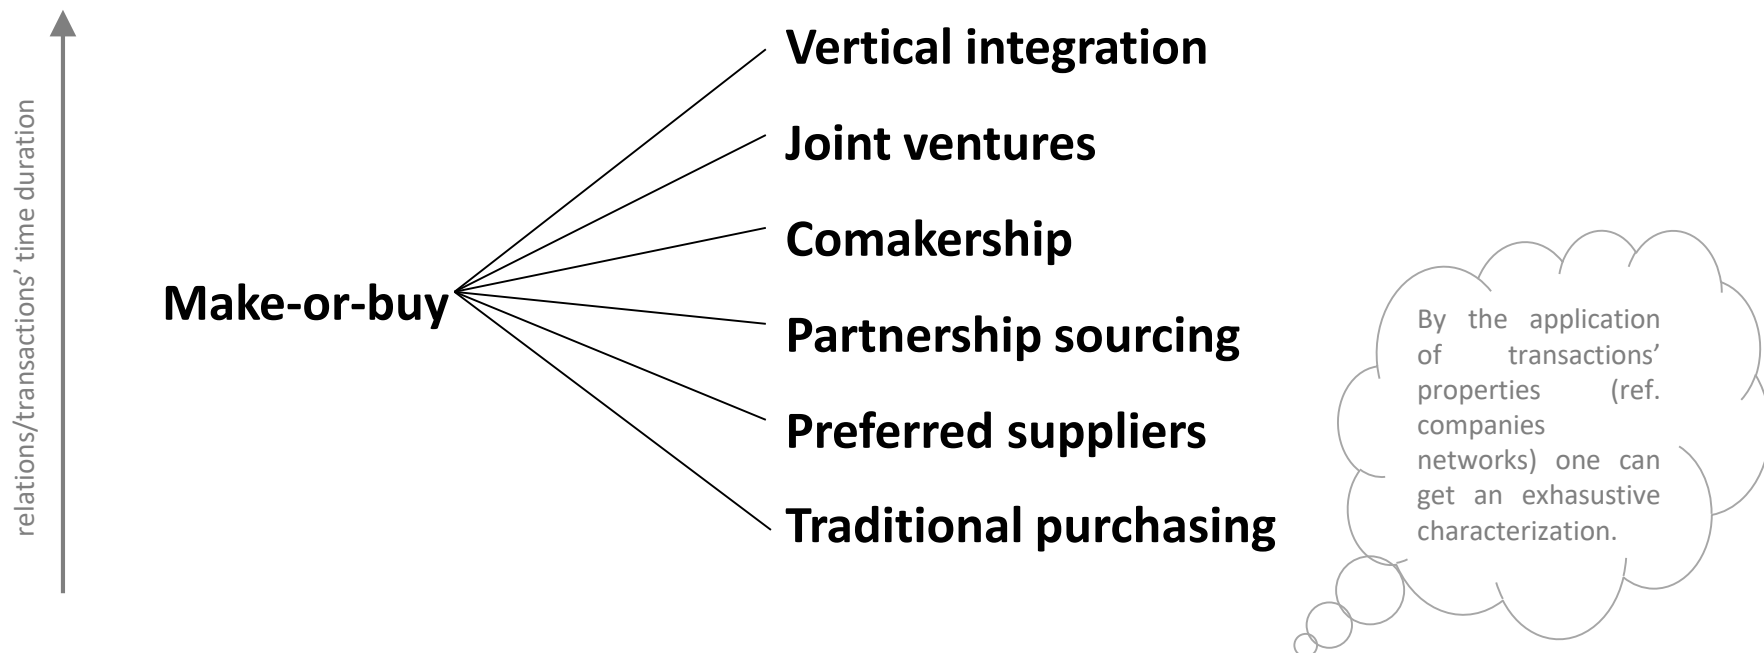 relations/transactions’ time duration
Make-or-buy
Vertical integration
Joint ventures
Comakership
Partnership sourcing
Preferred suppliers
Traditional purchasing
By the application
of transactions’
properties (ref.
companies
networks) one can
get an exhasustive
characterization.